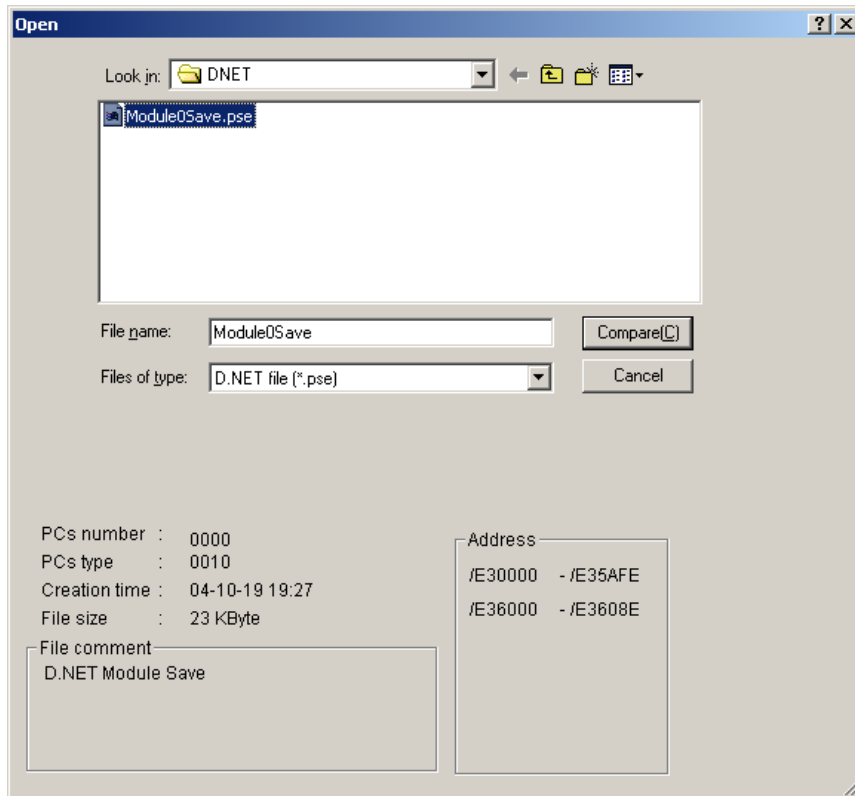 Open
Look in: DNET
Module0Save.pse
File name: Module0Save Compare(C)
Files of type: D.NET file (*.pse) Cancel
PCs number : 0000
PCs type : 0010
Creation time : 04-10-19 19:27
File size : 23 KByte
File comment
D.NET Module Save
Address
/E30000 - /E35AFE
/E36000 - /E3608E